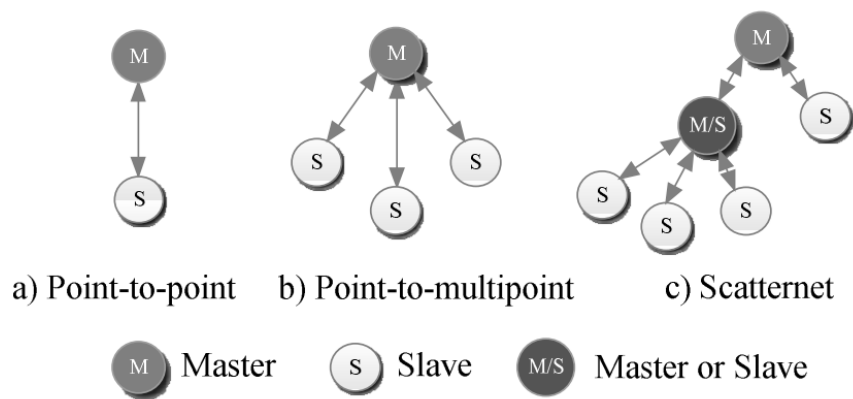 M
M
M
M/S
S
S
S
S
S
S
S
S
a) Point-to-point
b) Point-to-multipoint
c) Scatternet
M Master
S Slave
M/S Master or Slave